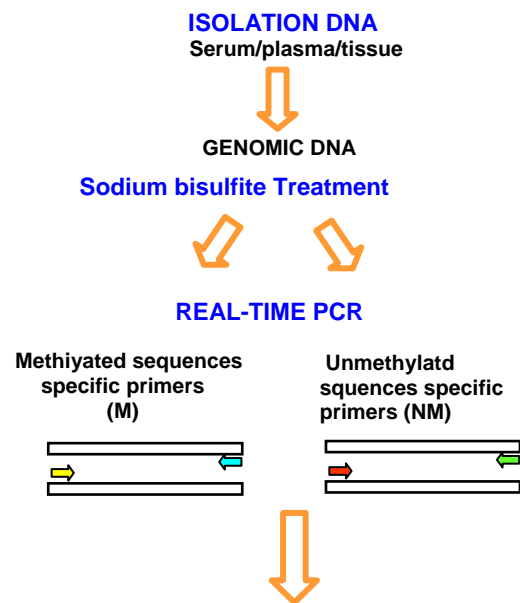 ISOLATION DNA
Serum/plasma/tissue
GENOMIC DNA
Sodium bisulfite Treatment
REAL-TIME PCR
Methiyated sequences
specific primers
(M)
Unmethylatd
squences specific
primers (NM)